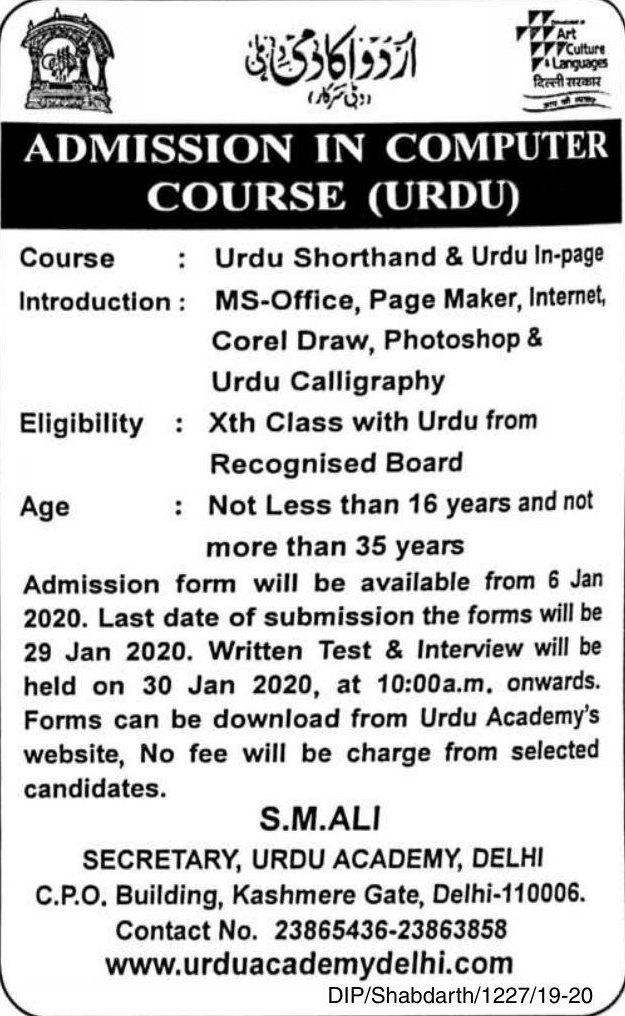 اردو اکادمی دہلی
Art
Culture
& Languages
दिल्ली सरकार
आप की सरकार
ADMISSION IN COMPUTER
COURSE (URDU)
Course : Urdu Shorthand & Urdu In-page
Introduction : MS-Office, Page Maker, Internet,
Corel Draw, Photoshop &
Urdu Calligraphy
Eligibility : Xth Class with Urdu from
Recognised Board
Age : Not Less than 16 years and not
more than 35 years
Admission form will be available from 6 Jan
2020. Last date of submission the forms will be
29 Jan 2020. Written Test & Interview will be
held on 30 Jan 2020, at 10:00a.m. onwards.
Forms can be download from Urdu Academy's
website, No fee will be charge from selected
candidates.
S.M.ALI
SECRETARY, URDU ACADEMY, DELHI
C.P.O. Building, Kashmere Gate, Delhi-110006.
Contact No. 23865436-23863858
www.urduacademydelhi.com
DIP/Shabdarth/1227/19-20